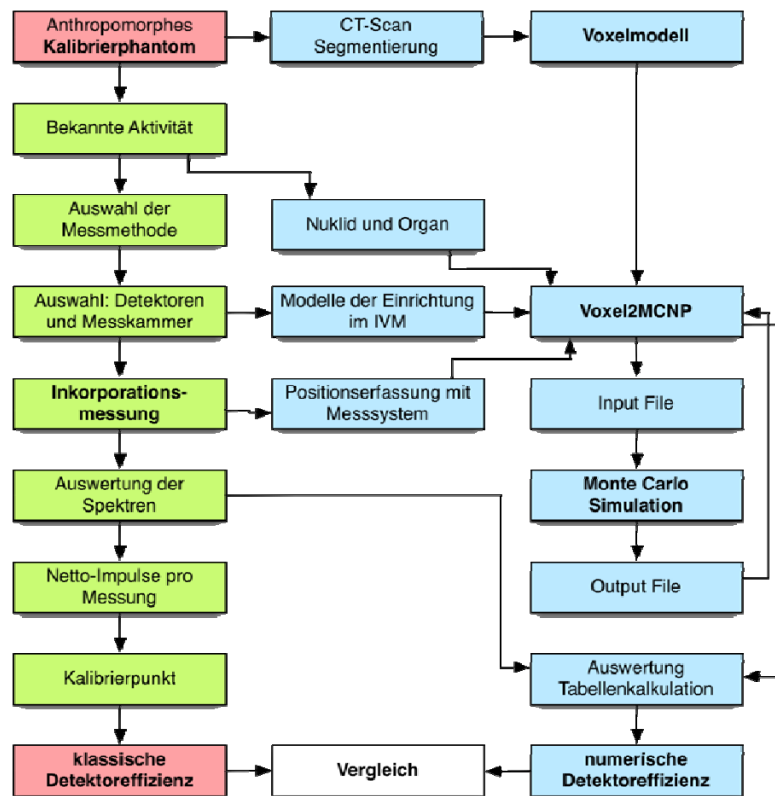 Anthropomorphes
Kalibrierphantom
CT-Scan
Segmentierung
Voxelmodell
Bekannte Aktivität
Auswahl der
Messmethode
Nuklid und Organ
Auswahl: Detektoren
und Messkammer
Modelle der Einrichtung
im IVM
Voxel2MCNP
Inkorporations-
messung
Positionserfassung mit
Messsystem
Input File
Auswertung der
Spektren
Monte Carlo
Simulation
Netto-Impulse pro
Messung
Output File
Kalibrierpunkt
Auswertung
Tabellenkalkulation
klassische
Detektoreffizienz
Vergleich
numerische
Detektoreffizienz